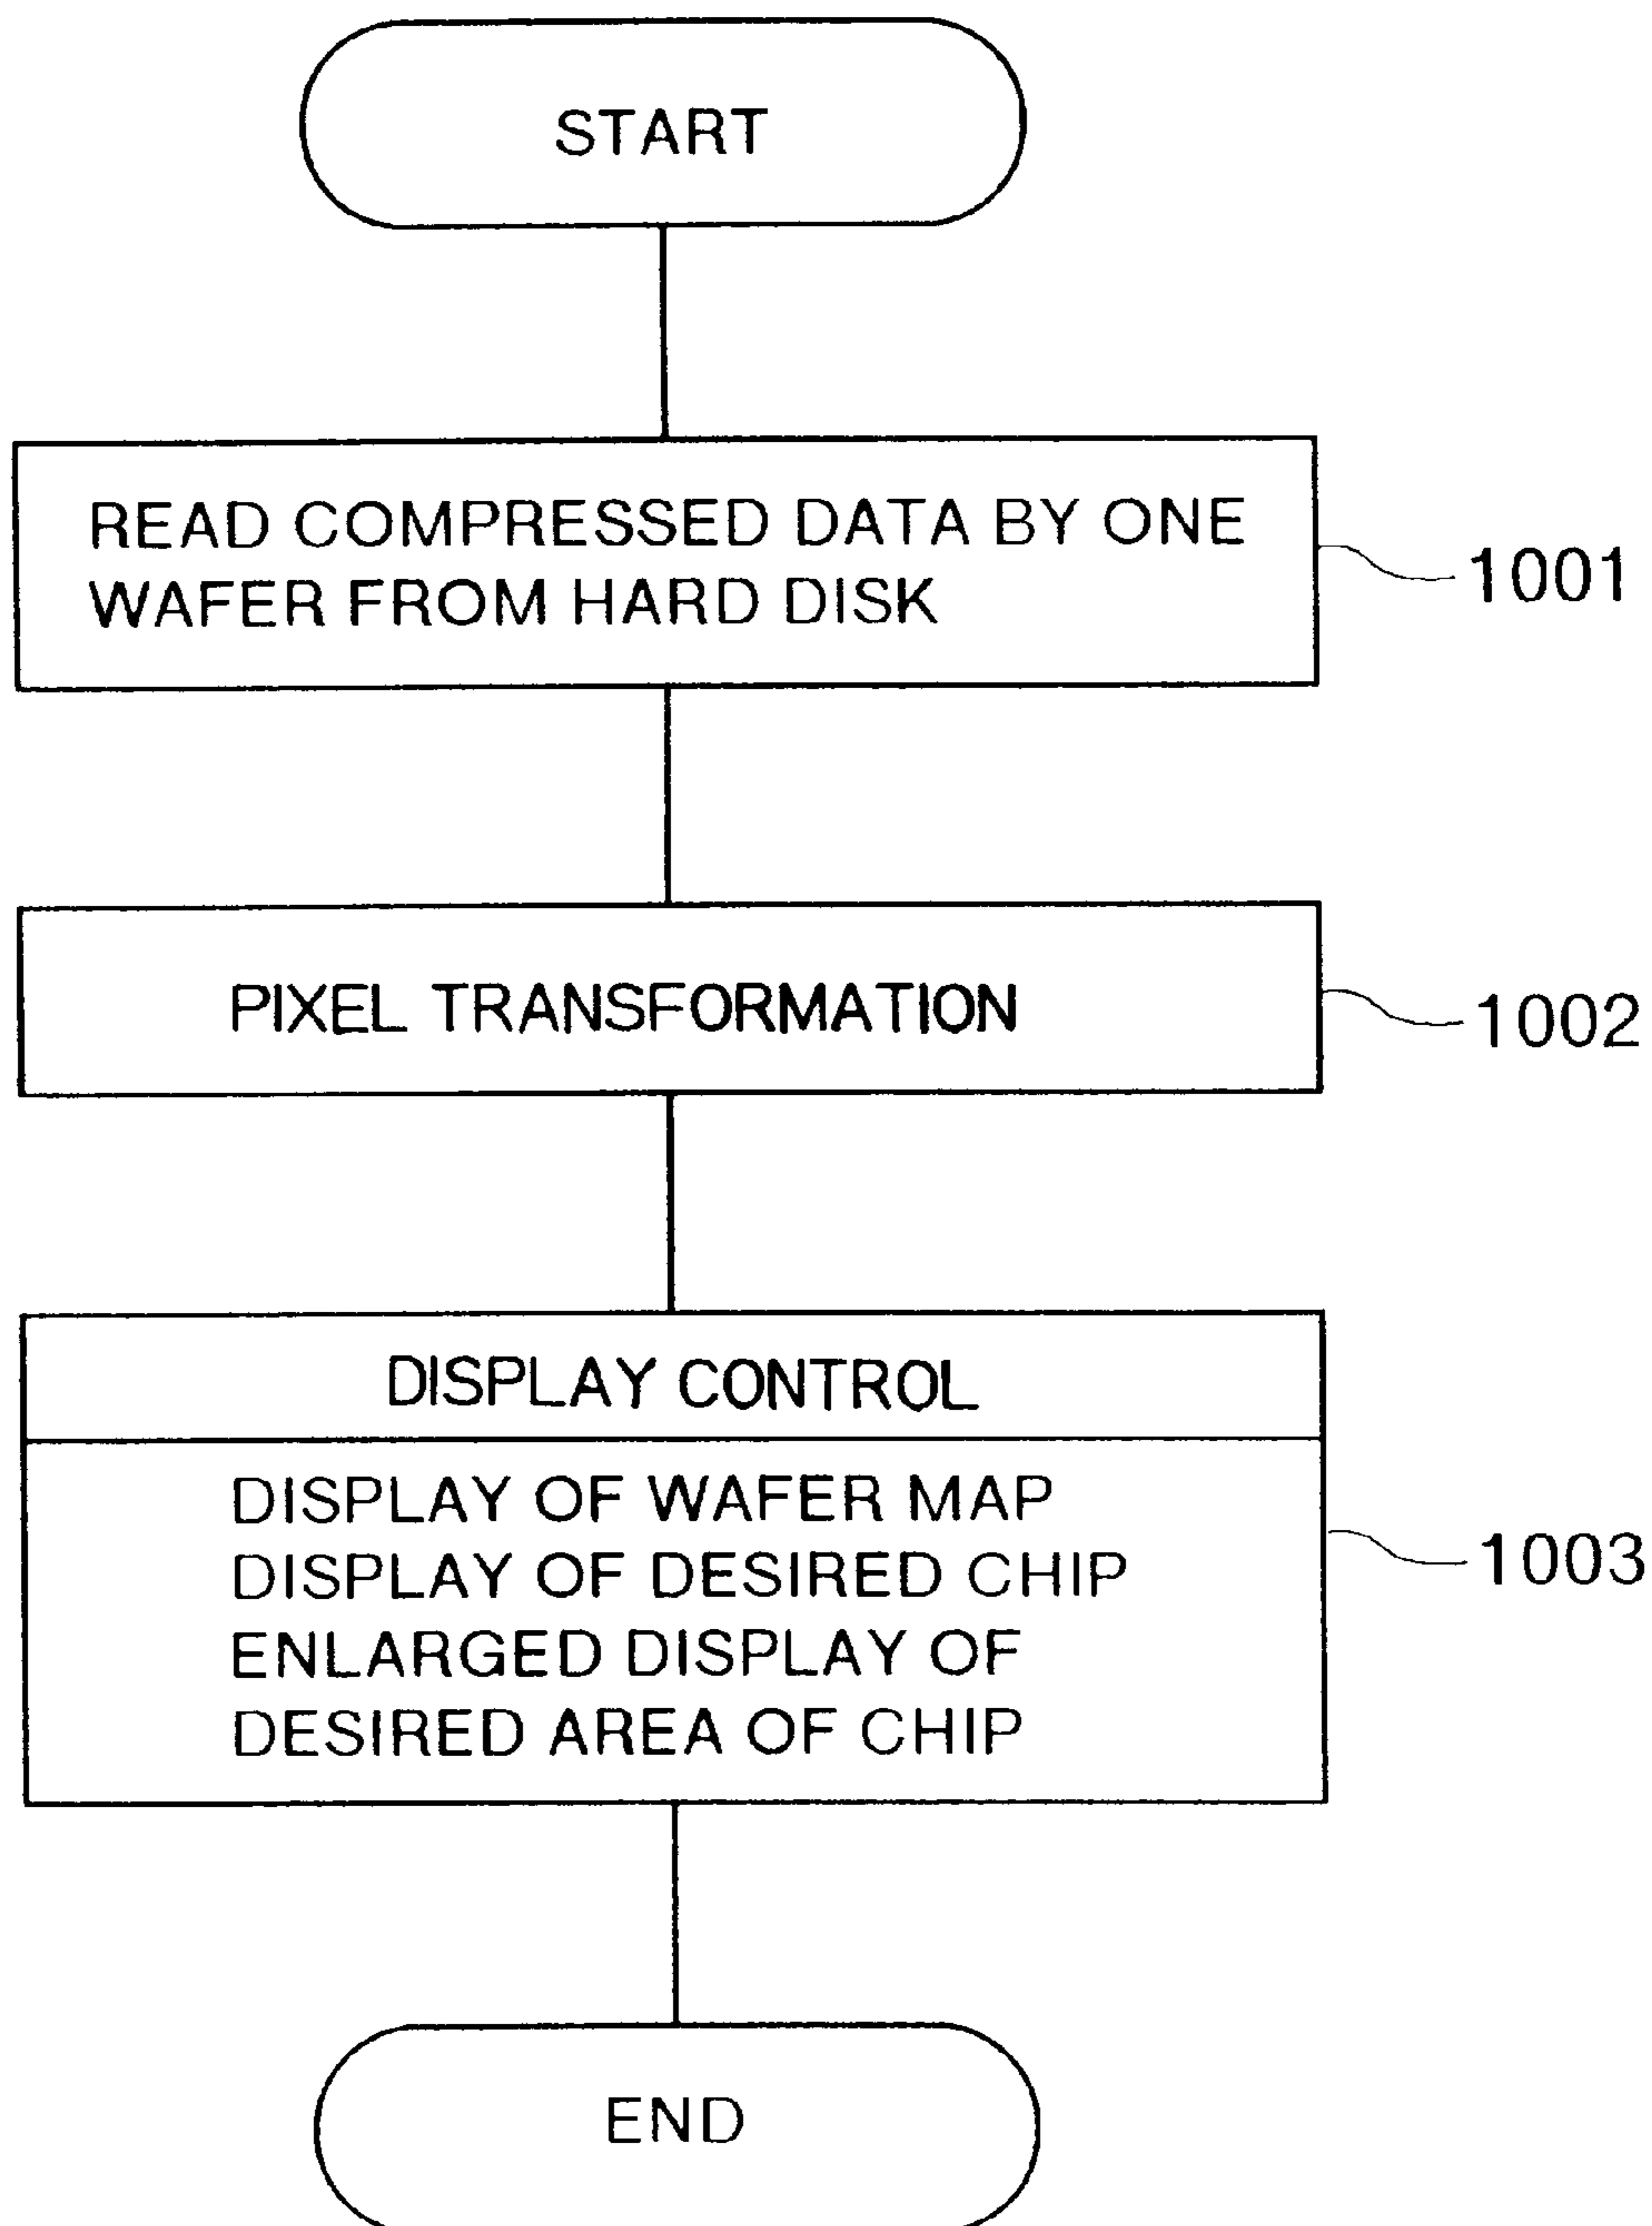 START
READ COMPRESSED DATA BY ONE
WAFER FROM HARD DISK
1001
PIXEL TRANSFORMATION
1002
DISPLAY CONTROL
DISPLAY OF WAFER MAP
DISPLAY OF DESIRED CHIP
ENLARGED DISPLAY OF
DESIRED AREA OF CHIP
1003
END